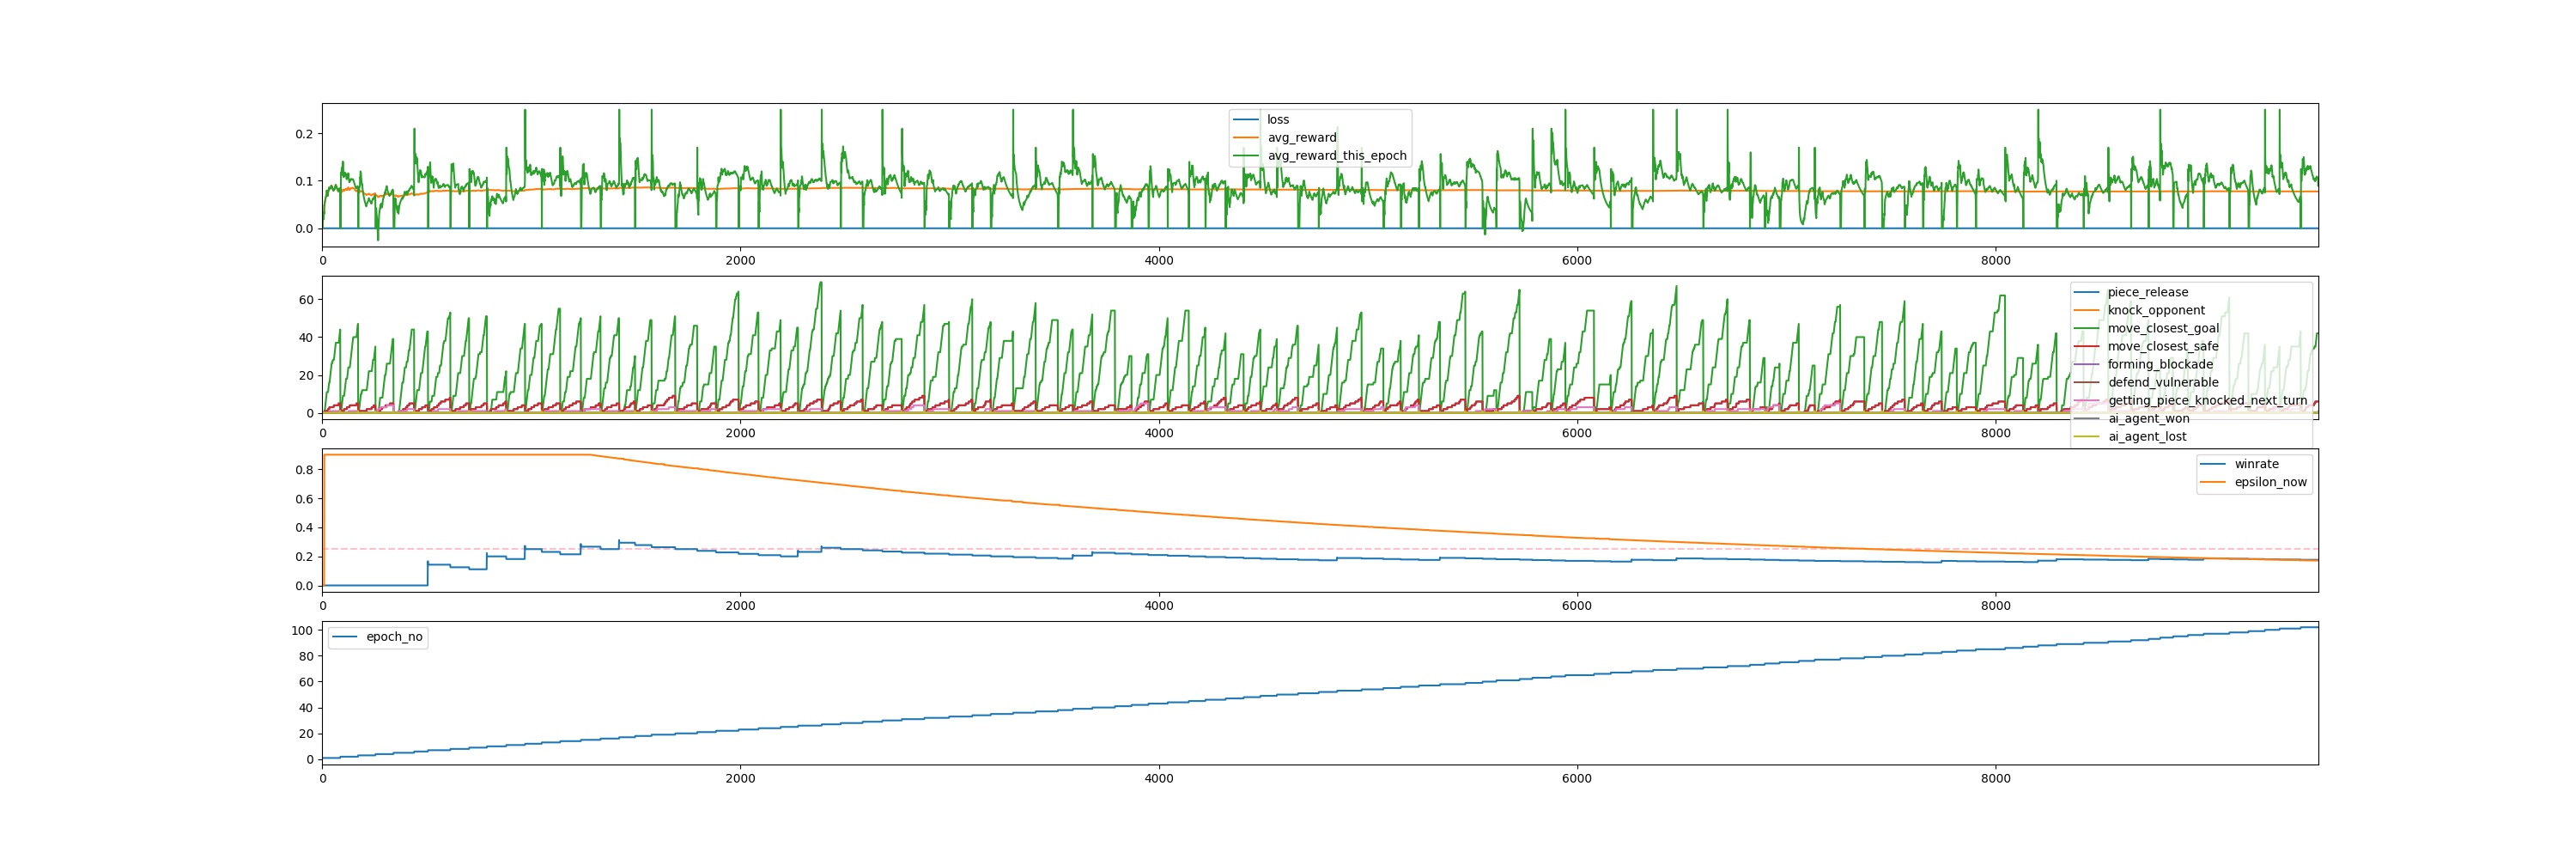 0.2
0.1
0.0
loss
avg_reward
avg_reward_this_epoch
0 2000 4000 6000 8000
60
40
20
0
piece_release
knock_opponent
move_closest_goal
move_closest_safe
forming_blockade
defend_vulnerable
getting_piece_knocked_next_turn
ai_agent_won
ai_agent_lost
0 2000 4000 6000 8000
0.8
0.6
0.4
0.2
0.0
winrate
epsilon_now
0 2000 4000 6000 8000
100
80
60
40
20
0
epoch_no
0 2000 4000 6000 8000